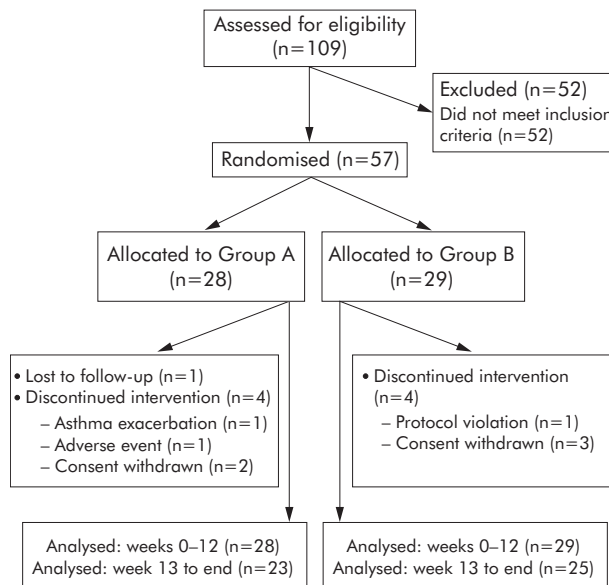 Assessed for eligibility
(n=109)
Excluded (n=52)
Did not meet inclusion
criteria (n=52)
Randomised (n=57)
Allocated to Group A
(n=28)
Allocated to Group B
(n=29)
• Lost to follow-up (n=1)
• Discontinued intervention (n=4)
– Asthma exacerbation (n=1)
– Adverse event (n=1)
– Consent withdrawn (n=2)
• Discontinued intervention
(n=4)
– Protocol violation (n=1)
– Consent withdrawn (n=3)
Analysed: weeks 0–12 (n=28)
Analysed: week 13 to end (n=23)
Analysed: weeks 0–12 (n=29)
Analysed: week 13 to end (n=25)